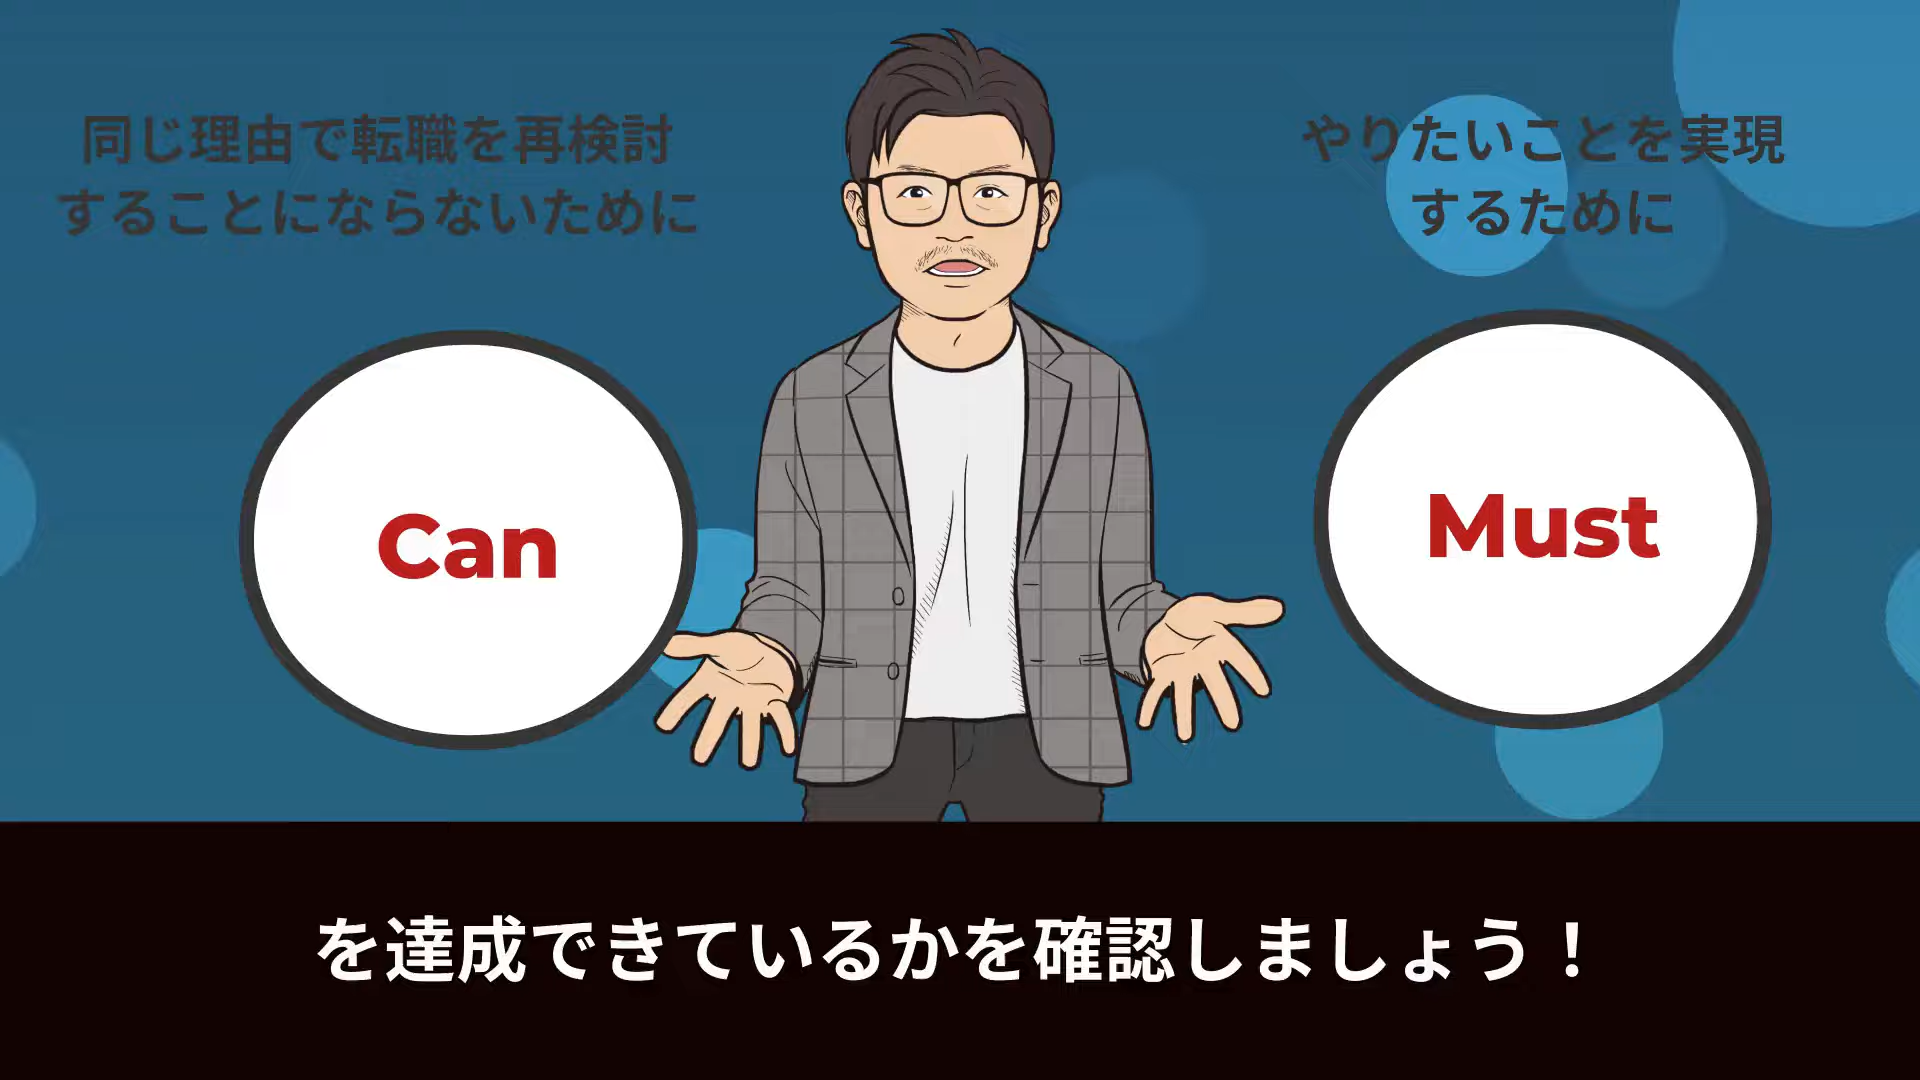 同じ理由で転職を再検討
することにならないために
やりたいことを実現
するために
Can
Must
を達成できているかを確認しましょう！